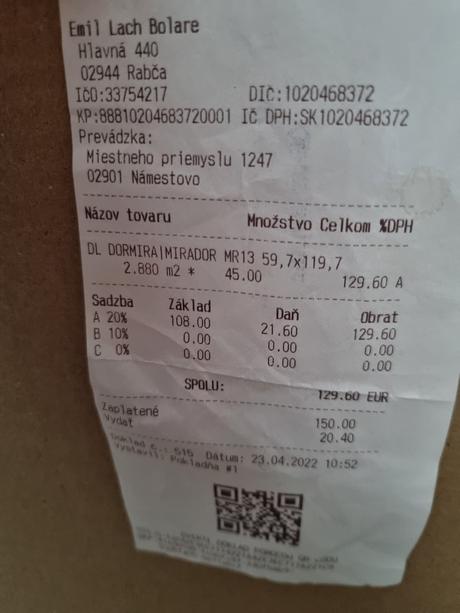 Emil Lach Bolare
Hlavná 440
02944 Rabča
IČO:33754217 DIČ:1020468372
KP:88810204683720001 IČ DPH:SK1020468372
Prevádzka:
Miestneho priemyslu 1247
02901 Námestovo
Názov tovaru Množstvo Celkom %DPH
DL DORMIRA|MIRADOR MR13 59,7x119,7
2.880 m2 * 45.00 129.60 A
Sadzba Základ Daň Obrat
A 20% 108.00 21.60 129.60
B 10% 0.00 0.00 0.00
C 0% 0.00 0.00 0.00
SPOLU: 129.60 EUR
Zaplatené 150.00
Vydať 20.40
Doklad č.: 515 Dátum: 23.04.2022 10:52
Vystavil: Pokladňa #1